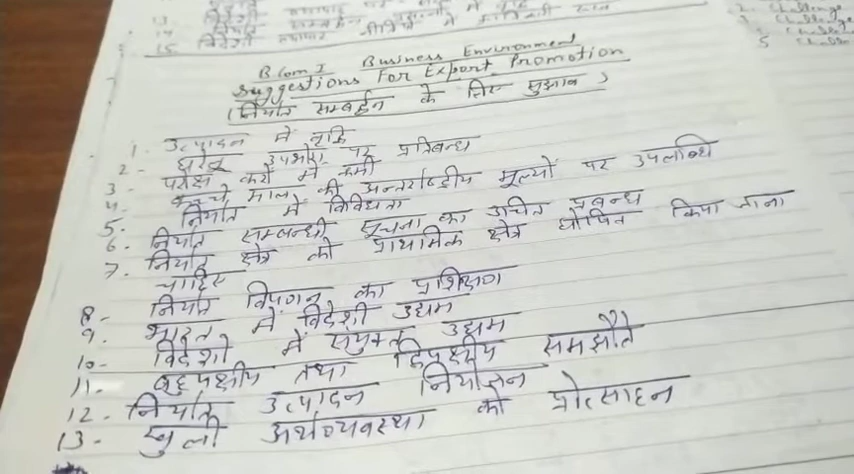 15
विदेशी व्यापार नीतियों में
B.Com I Business Environment
Suggestions For Export Promotion
(निर्यात सम्बर्द्धन के लिए सुझाव)
1. उत्पादन में वृद्धि
2- घरेलू उपभोग पर प्रतिबन्ध
3- परोक्ष करों में कमी
4- कच्चे माल की अन्तर्राष्ट्रीय मूल्यों पर उपलब्धि
5. निर्यात में विविधता
6. निर्यात सम्बन्धी सूचना का उचित प्रबन्ध
7. निर्यात क्षेत्र को प्राथमिक क्षेत्र घोषित किया जाना
चाहिए
8- निर्यात विपणन का प्रशिक्षण
9. भारत में विदेशी उद्यम
10- विदेशों में संयुक्त उद्यम
11. बहुपक्षीय तथा द्विपक्षीय समझौते
12- निर्यात उत्पादन नियोजन
13- खुली अर्थव्यवस्था को प्रोत्साहन